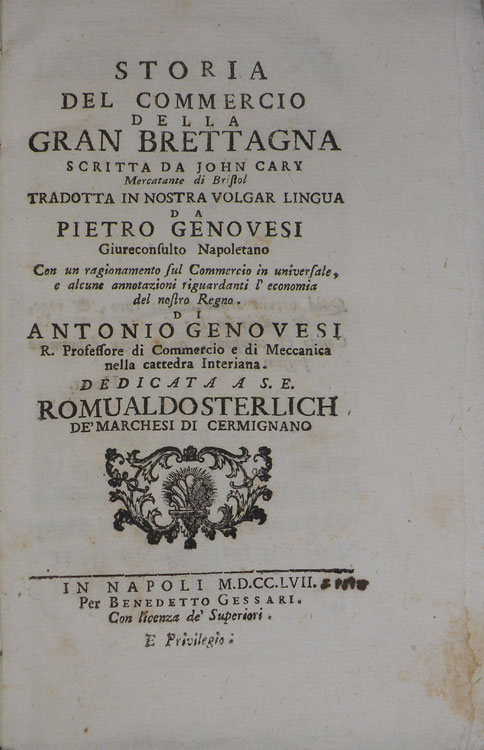 STORIA
DEL COMMERCIO
DELLA
GRAN BRETTAGNA
SCRITTA DA JOHN CARY
Mercatante di Briſtol
TRADOTTA IN NOSTRA VOLGAR LINGUA
DA
PIETRO GENOVESI
Giureconſulto Napoletano
Con un ragionamento ſul Commercio in univerſale,
e alcune annotazioni riguardanti l' economia
del noſtro Regno.
DI
ANTONIO GENOVESI
R. Profeſſore di Commercio e di Meccanica
nella cattedra Interiana.
DEDICATA A S. E.
ROMUALDO STERLICH
DE' MARCHESI DI CERMIGNANO
IN NAPOLI M.D.CC.LVII.
Per BENEDETTO GESSARI.
Con licenza de' Superiori.
E Privilegio.